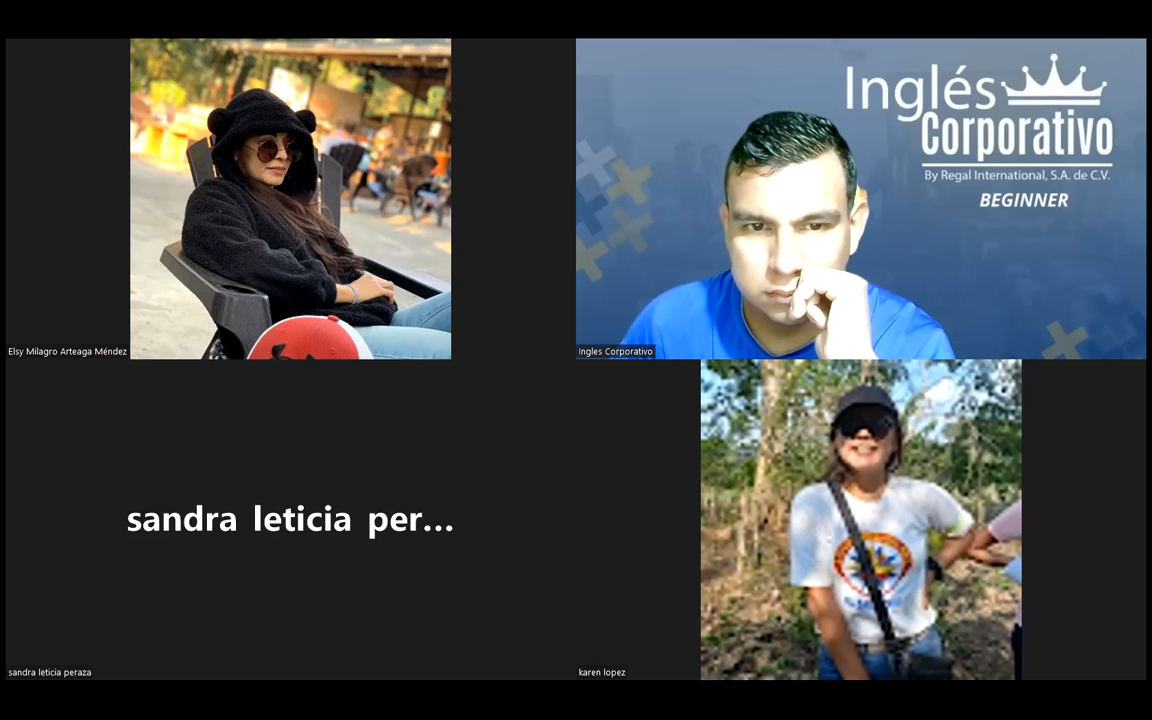 Inglés
Corporativo
By Regal International, S.A. de C.V.
BEGINNER
Elsy Milagro Arteaga Méndez
Ingles Corporativo
sandra leticia per...
sandra leticia peraza
karen lopez